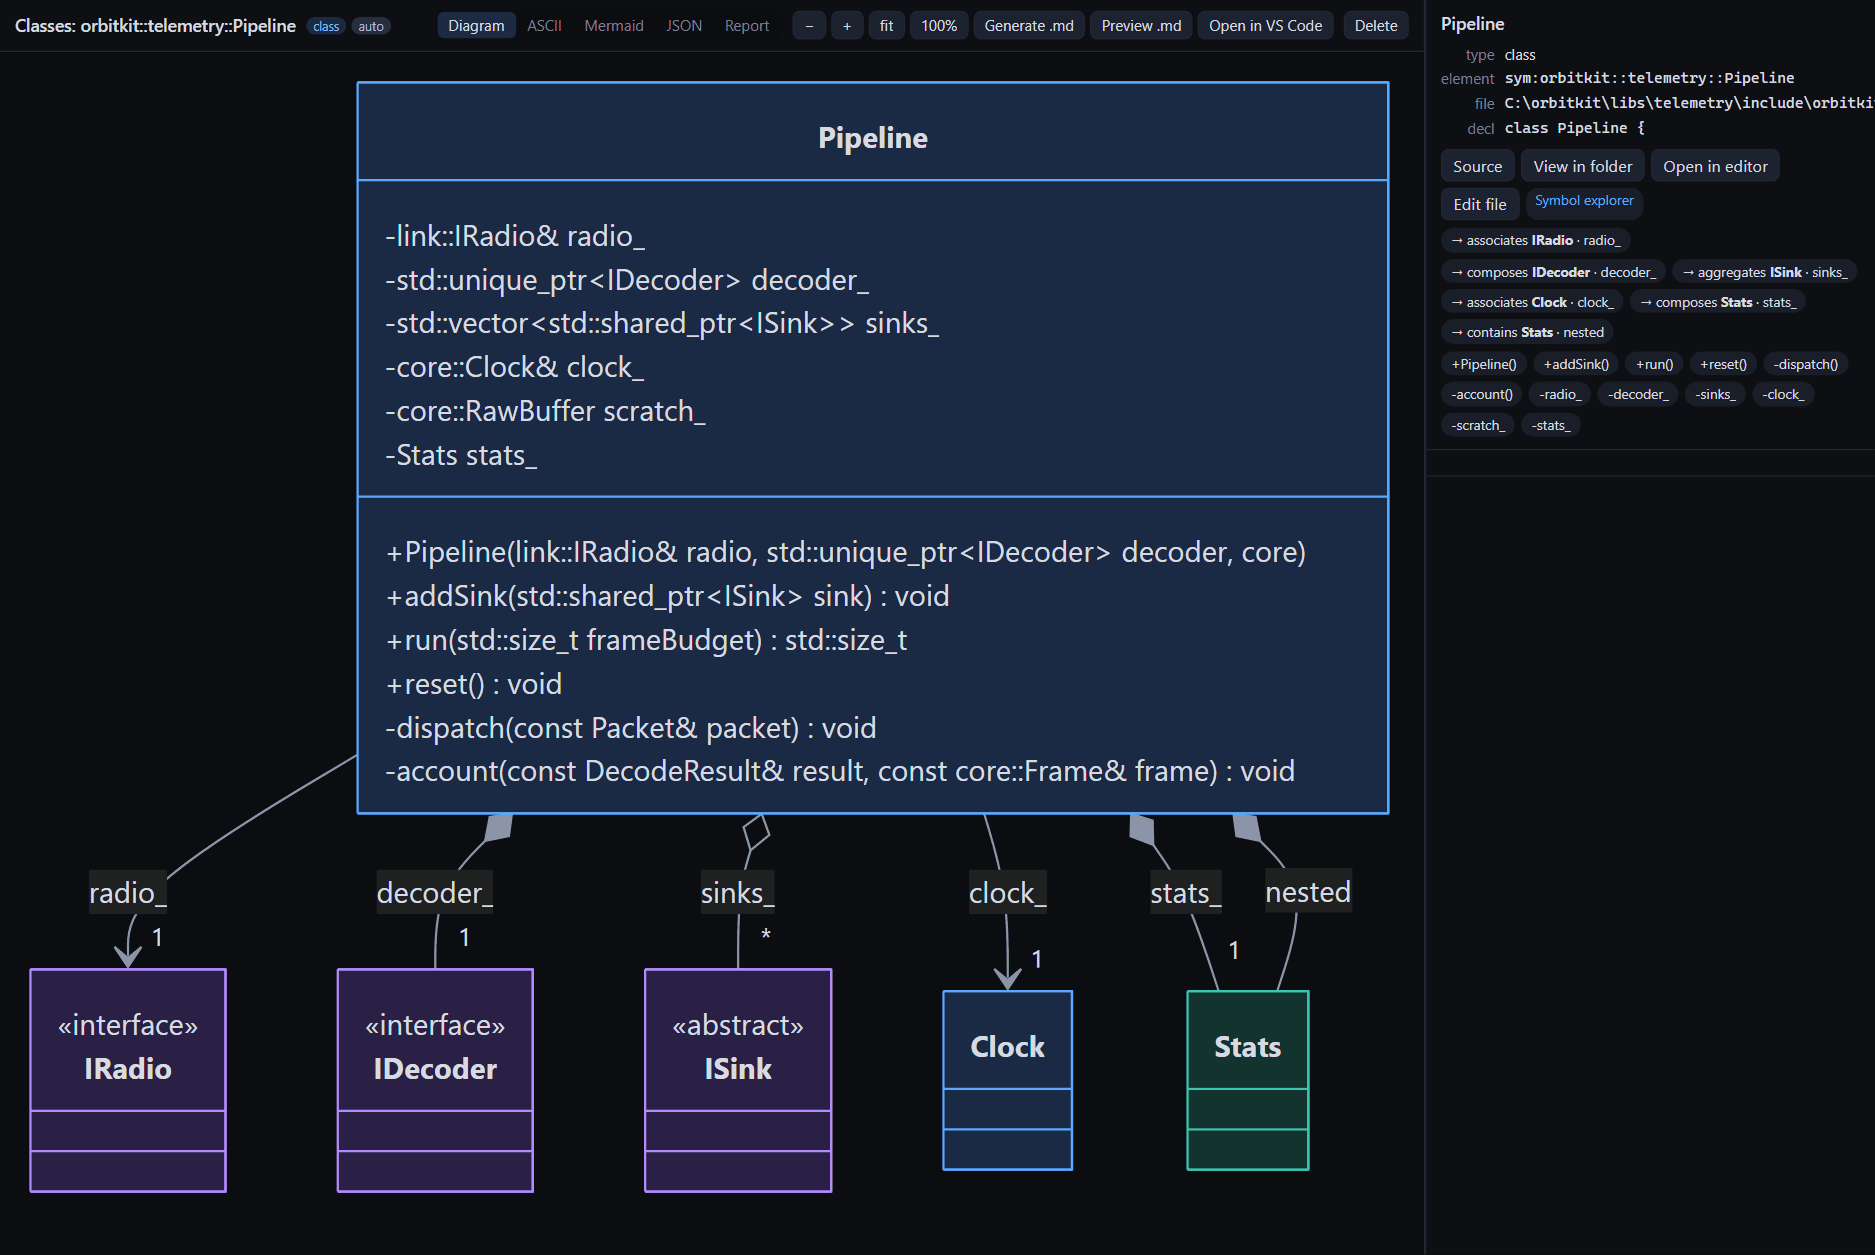 Classes: orbitkit::telemetry::Pipeline class auto Diagram ASCII Mermaid JSON Report − + fit 100% Generate .md Preview .md Open in VS Code Delete
Pipeline
-link::IRadio& radio_
-std::unique_ptr<IDecoder> decoder_
-std::vector<std::shared_ptr<ISink>> sinks_
-core::Clock& clock_
-core::RawBuffer scratch_
-Stats stats_
+Pipeline(link::IRadio& radio, std::unique_ptr<IDecoder> decoder, core)
+addSink(std::shared_ptr<ISink> sink) : void
+run(std::size_t frameBudget) : std::size_t
+reset() : void
-dispatch(const Packet& packet) : void
-account(const DecodeResult& result, const core::Frame& frame) : void
radio_ decoder_ sinks_ clock_ stats_ nested
1 1 * 1 1
«interface»
IRadio
«interface»
IDecoder
«abstract»
ISink
Clock
Stats
Pipeline
type class
element sym:orbitkit::telemetry::Pipeline
file C:\orbitkit\libs\telemetry\include\orbitki
decl class Pipeline {
Source View in folder Open in editor
Edit file Symbol explorer
→ associates IRadio · radio_
→ composes IDecoder · decoder_ → aggregates ISink · sinks_
→ associates Clock · clock_ → composes Stats · stats_
→ contains Stats · nested
+Pipeline() +addSink() +run() +reset() -dispatch()
-account() -radio_ -decoder_ -sinks_ -clock_
-scratch_ -stats_